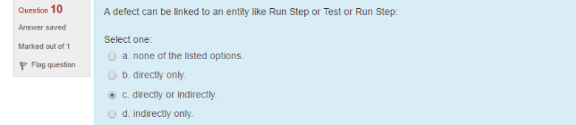 Question 10
Answer saved
Marked out of 1
Flag question
A defect can be linked to an entity like Run Step or Test or Run Step:
Select one:
a. none of the listed options.
b. directly only.
c. directly or indirectly.
d. indirectly only.